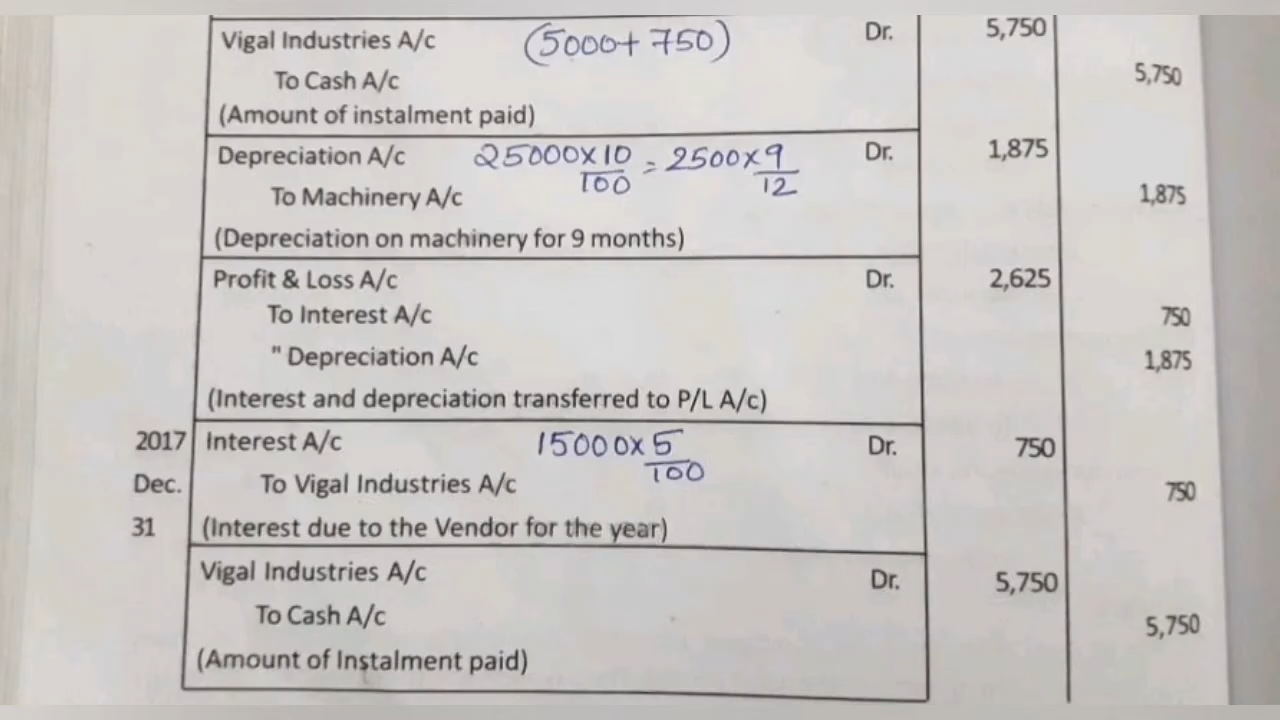 Vigal Industries A/c (5000+ 750) Dr. 5,750
To Cash A/c 5,750
(Amount of instalment paid)
Depreciation A/c 25000x10/100 = 2500x9/12 Dr. 1,875
To Machinery A/c 1,875
(Depreciation on machinery for 9 months)
Profit & Loss A/c Dr. 2,625
To Interest A/c 750
" Depreciation A/c 1,875
(Interest and depreciation transferred to P/L A/c)
2017 Interest A/c 15000x5/100 Dr. 750
Dec. To Vigal Industries A/c 750
31 (Interest due to the Vendor for the year)
Vigal Industries A/c Dr. 5,750
To Cash A/c 5,750
(Amount of Instalment paid)